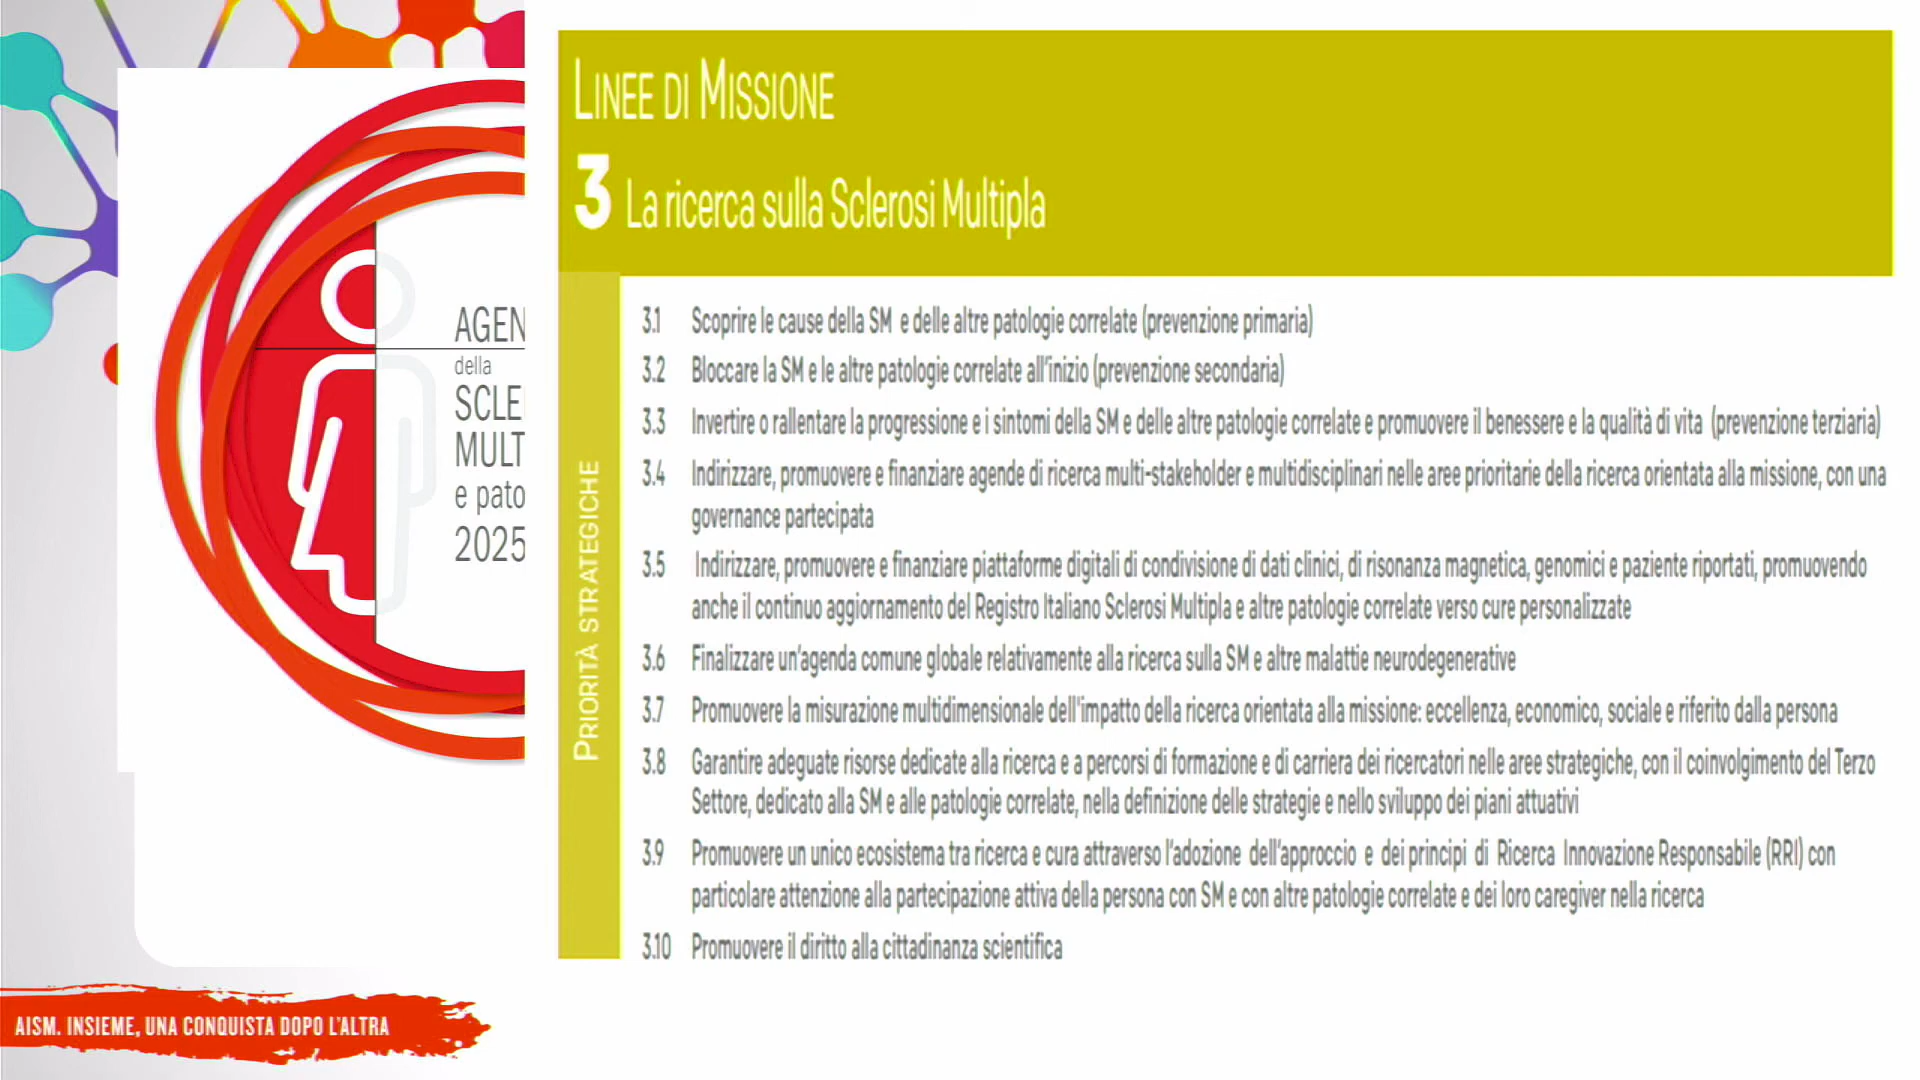 AGEN
della
SCLE
MULT
e pato
2025
AISM. INSIEME, UNA CONQUISTA DOPO L'ALTRA
LINEE DI MISSIONE
3 La ricerca sulla Sclerosi Multipla
PRIORITÀ STRATEGICHE
3.1 Scoprire le cause della SM e delle altre patologie correlate (prevenzione primaria)
3.2 Bloccare la SM e le altre patologie correlate all'inizio (prevenzione secondaria)
3.3 Invertire o rallentare la progressione e i sintomi della SM e delle altre patologie correlate e promuovere il benessere e la qualità di vita (prevenzione terziaria)
3.4 Indirizzare, promuovere e finanziare agende di ricerca multi-stakeholder e multidisciplinari nelle aree prioritarie della ricerca orientata alla missione, con una
governance partecipata
3.5 Indirizzare, promuovere e finanziare piattaforme digitali di condivisione di dati clinici, di risonanza magnetica, genomici e paziente riportati, promuovendo
anche il continuo aggiornamento del Registro Italiano Sclerosi Multipla e altre patologie correlate verso cure personalizzate
3.6 Finalizzare un'agenda comune globale relativamente alla ricerca sulla SM e altre malattie neurodegenerative
3.7 Promuovere la misurazione multidimensionale dell'impatto della ricerca orientata alla missione: eccellenza, economico, sociale e riferito dalla persona
3.8 Garantire adeguate risorse dedicate alla ricerca e a percorsi di formazione e di carriera dei ricercatori nelle aree strategiche, con il coinvolgimento del Terzo
Settore, dedicato alla SM e alle patologie correlate, nella definizione delle strategie e nello sviluppo dei piani attuativi
3.9 Promuovere un unico ecosistema tra ricerca e cura attraverso l'adozione dell'approccio e dei principi di Ricerca Innovazione Responsabile (RRI) con
particolare attenzione alla partecipazione attiva della persona con SM e con altre patologie correlate e dei loro caregiver nella ricerca
3.10 Promuovere il diritto alla cittadinanza scientifica